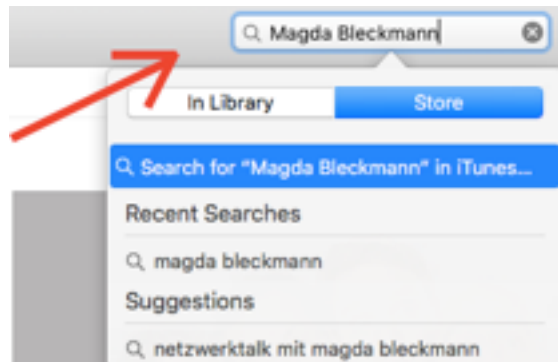 Magda Bleckmann
In Library Store
Search for "Magda Bleckmann" in iTunes...
Recent Searches
magda bleckmann
Suggestions
netzwerktalk mit magda bleckmann